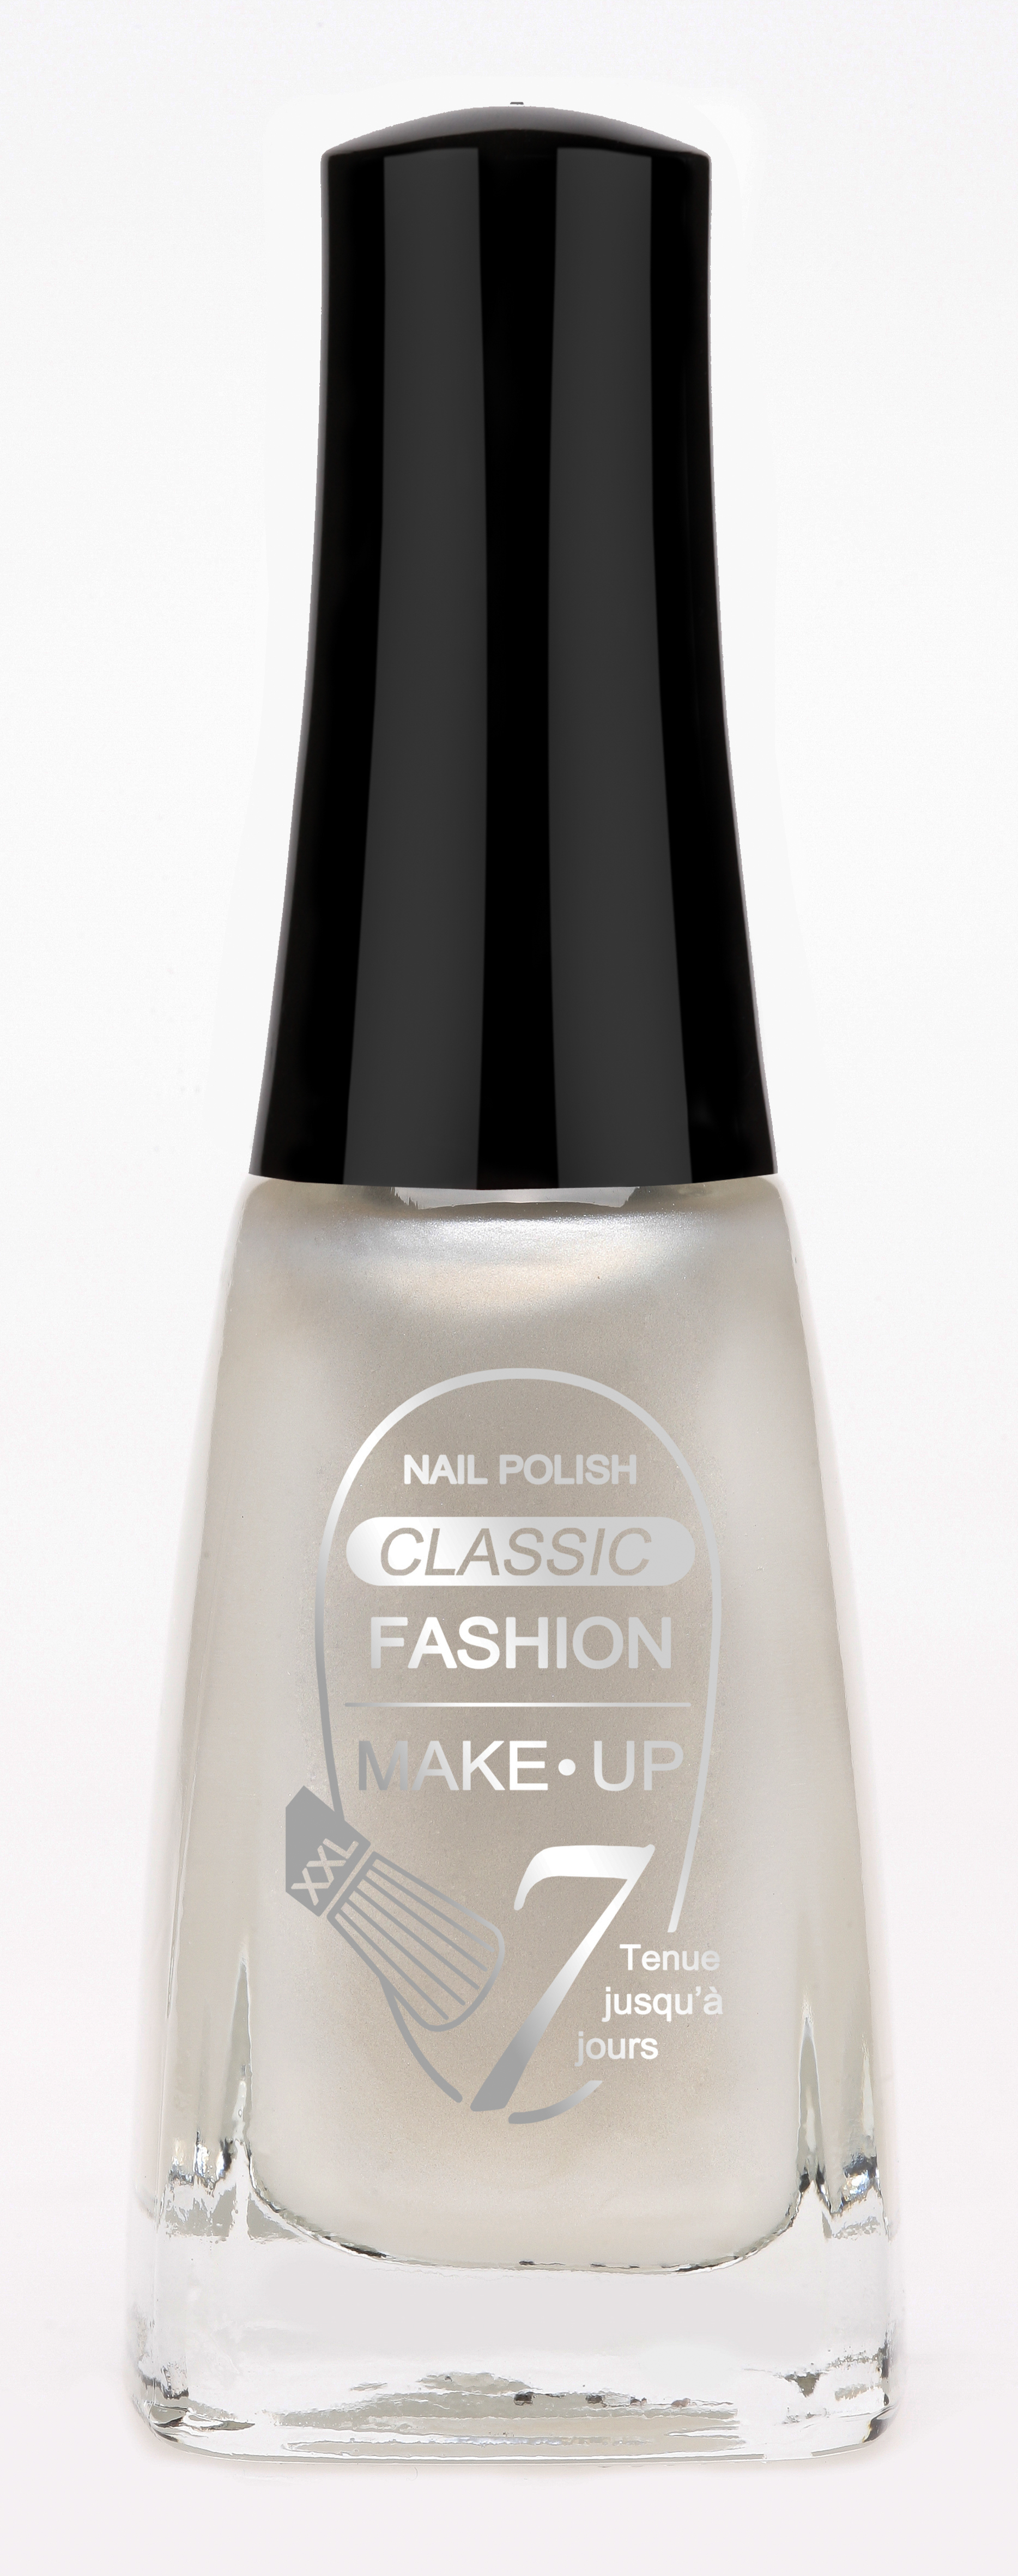 NAIL POLISH
CLASSIC
FASHION
MAKE • UP
XXL
7
Tenue
jusqu'à
jours